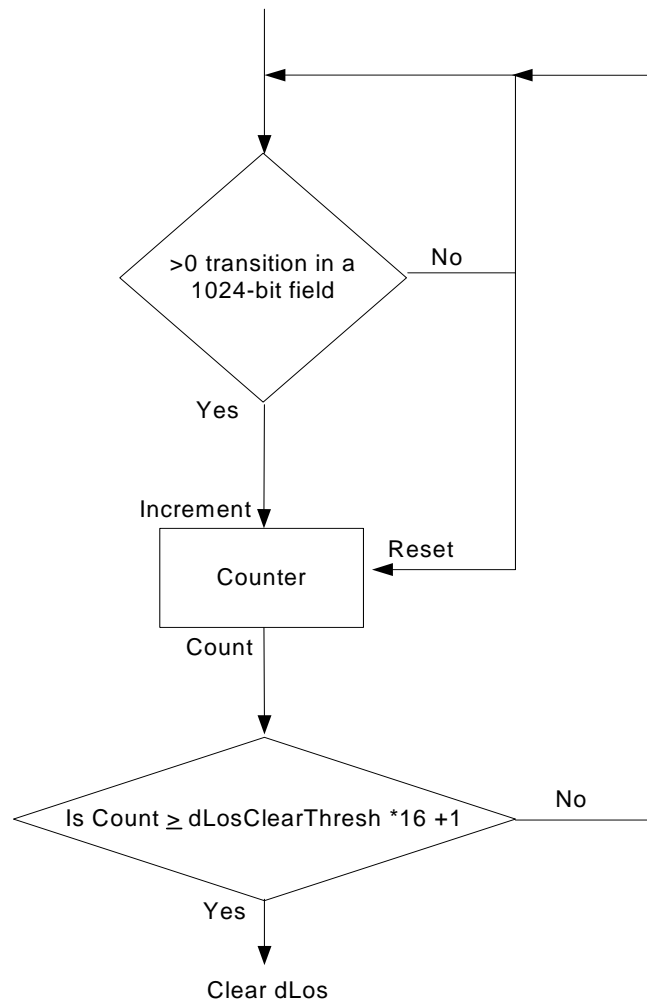 >0 transition in a
1024-bit field
No
Yes
Increment
Reset
Counter
Count
Is Count ≥ dLosClearThresh *16 +1
No
Yes
Clear dLos